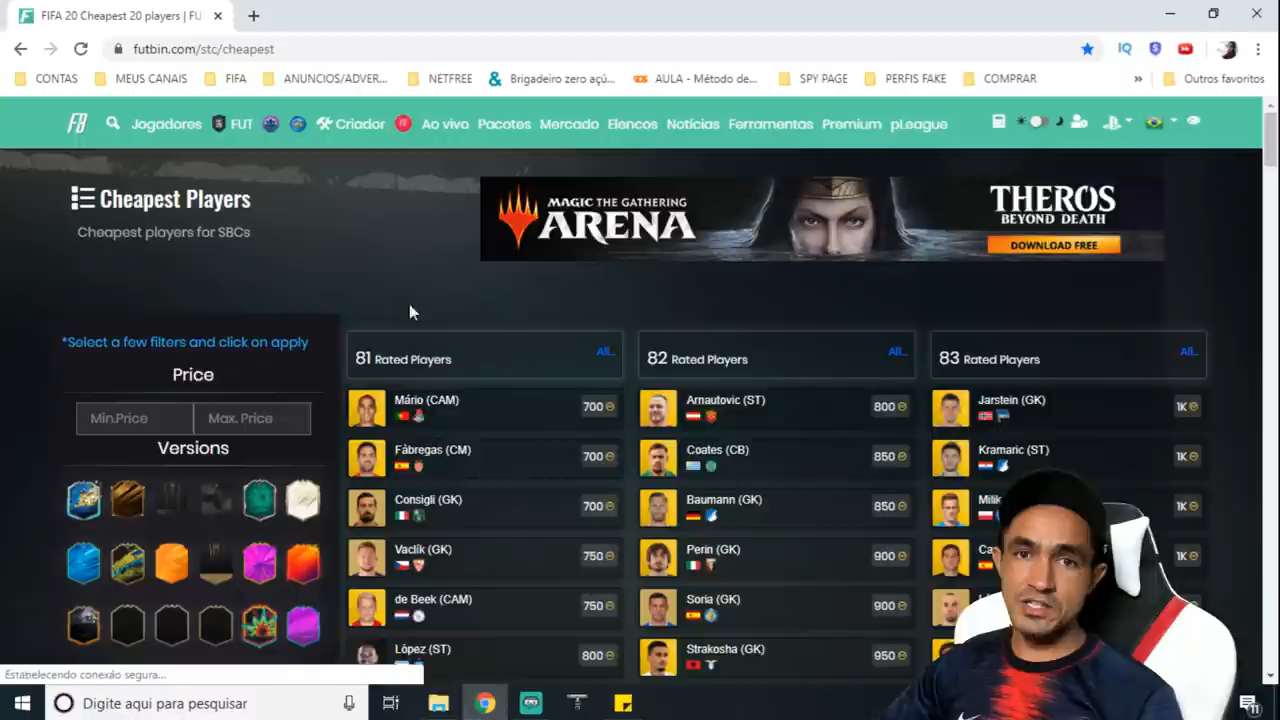 FIFA 20 Cheapest 20 players | FU
futbin.com/stc/cheapest
CONTAS
MEUS CANAIS
FIFA
ANUNCIOS/ADVER...
NETFREE
Brigadeiro zero açú...
AULA - Método de...
SPY PAGE
PERFIS FAKE
COMPRAR
»
Outros favoritos
Jogadores
FUT
Criador
Ao vivo
Pacotes
Mercado
Elencos
Notícias
Ferramentas
Premium
pLeague
Cheapest Players
Cheapest players for SBCs
MAGIC THE GATHERING
ARENA
THEROS
BEYOND DEATH
DOWNLOAD FREE
*Select a few filters and click on apply
Price
Min.Price
Max. Price
Versions
81 Rated Players All...
Mário (CAM) 700
Fàbregas (CM) 700
Consigli (GK) 700
Vaclík (GK) 750
de Beek (CAM) 750
López (ST) 800
82 Rated Players All...
Arnautovic (ST) 800
Coates (CB) 850
Baumann (GK) 850
Perin (GK) 900
Soria (GK) 900
Strakosha (GK) 950
83 Rated Players All...
Jarstein (GK) 1K
Kramaric (ST) 1K
Milik 1K
1K
Estabelecendo conexão segura...
Digite aqui para pesquisar